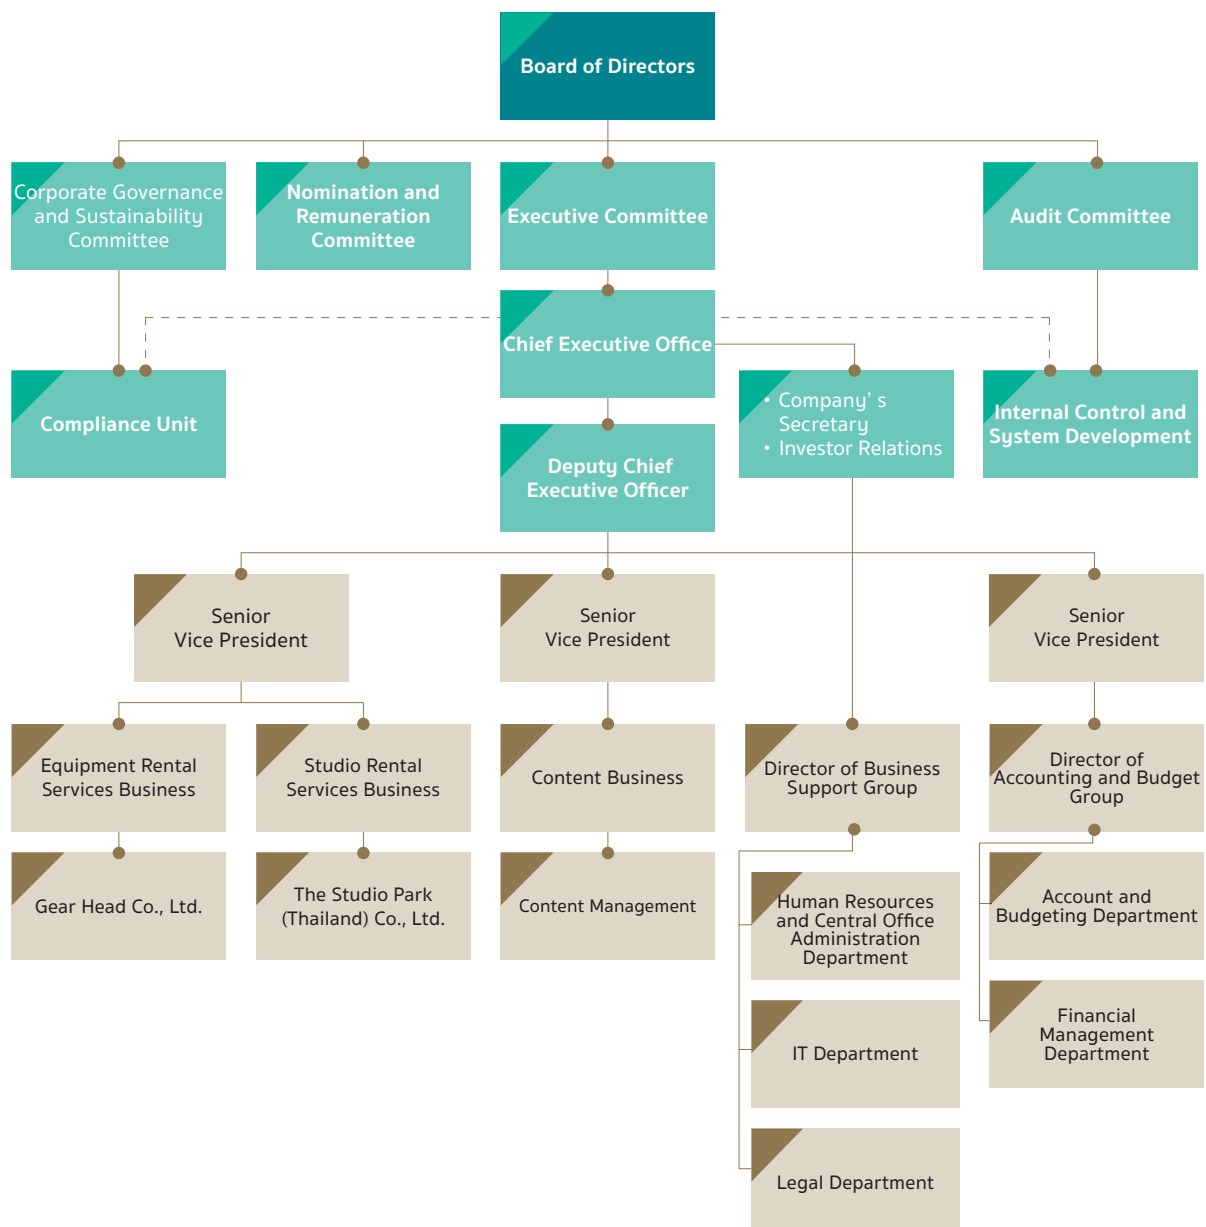 Board of Directors
Corporate Governance
and Sustainability
Committee
Nomination and
Remuneration
Committee
Executive Committee
Audit Committee
Chief Executive Office
Compliance Unit
• Company’ s
Secretary
• Investor Relations
Internal Control and
System Development
Deputy Chief
Executive Officer
Senior
Vice President
Senior
Vice President
Senior
Vice President
Equipment Rental
Services Business
Studio Rental
Services Business
Content Business
Director of Business
Support Group
Director of
Accounting and Budget
Group
Gear Head Co., Ltd.
The Studio Park
(Thailand) Co., Ltd.
Content Management
Human Resources
and Central Office
Administration
Department
Account and
Budgeting Department
IT Department
Financial
Management
Department
Legal Department